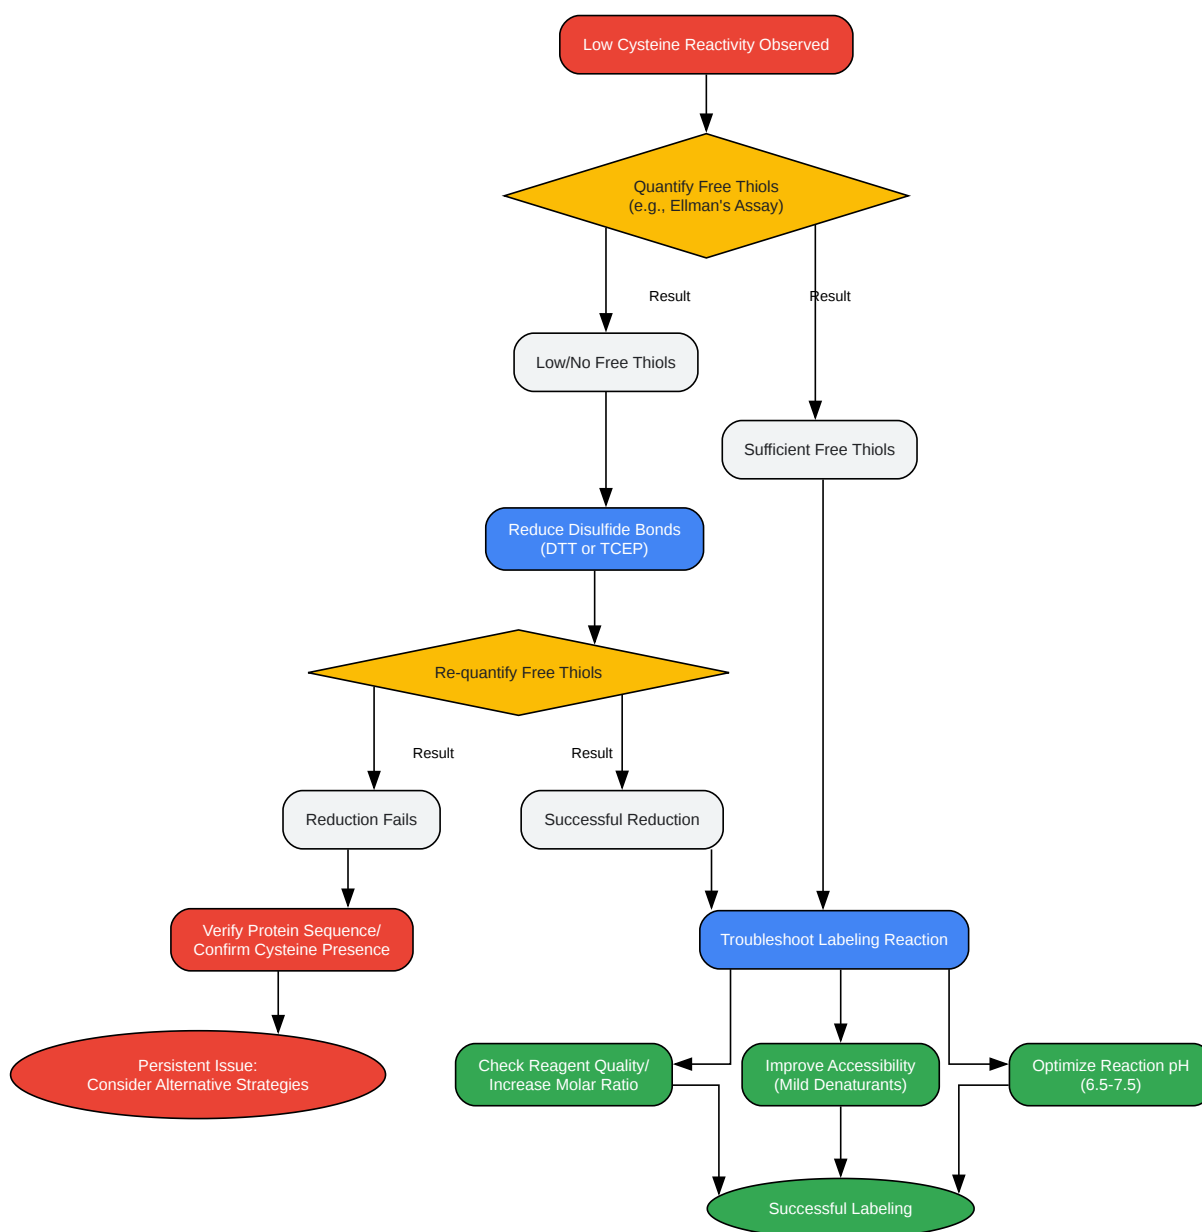 Low Cysteine Reactivity Observed
Quantify Free Thiols
(e.g., Ellman's Assay)
Result
Result
Low/No Free Thiols
Sufficient Free Thiols
Reduce Disulfide Bonds
(DTT or TCEP)
Re-quantify Free Thiols
Result
Result
Reduction Fails
Successful Reduction
Verify Protein Sequence/
Confirm Cysteine Presence
Troubleshoot Labeling Reaction
Persistent Issue:
Consider Alternative Strategies
Check Reagent Quality/
Increase Molar Ratio
Improve Accessibility
(Mild Denaturants)
Optimize Reaction pH
(6.5-7.5)
Successful Labeling